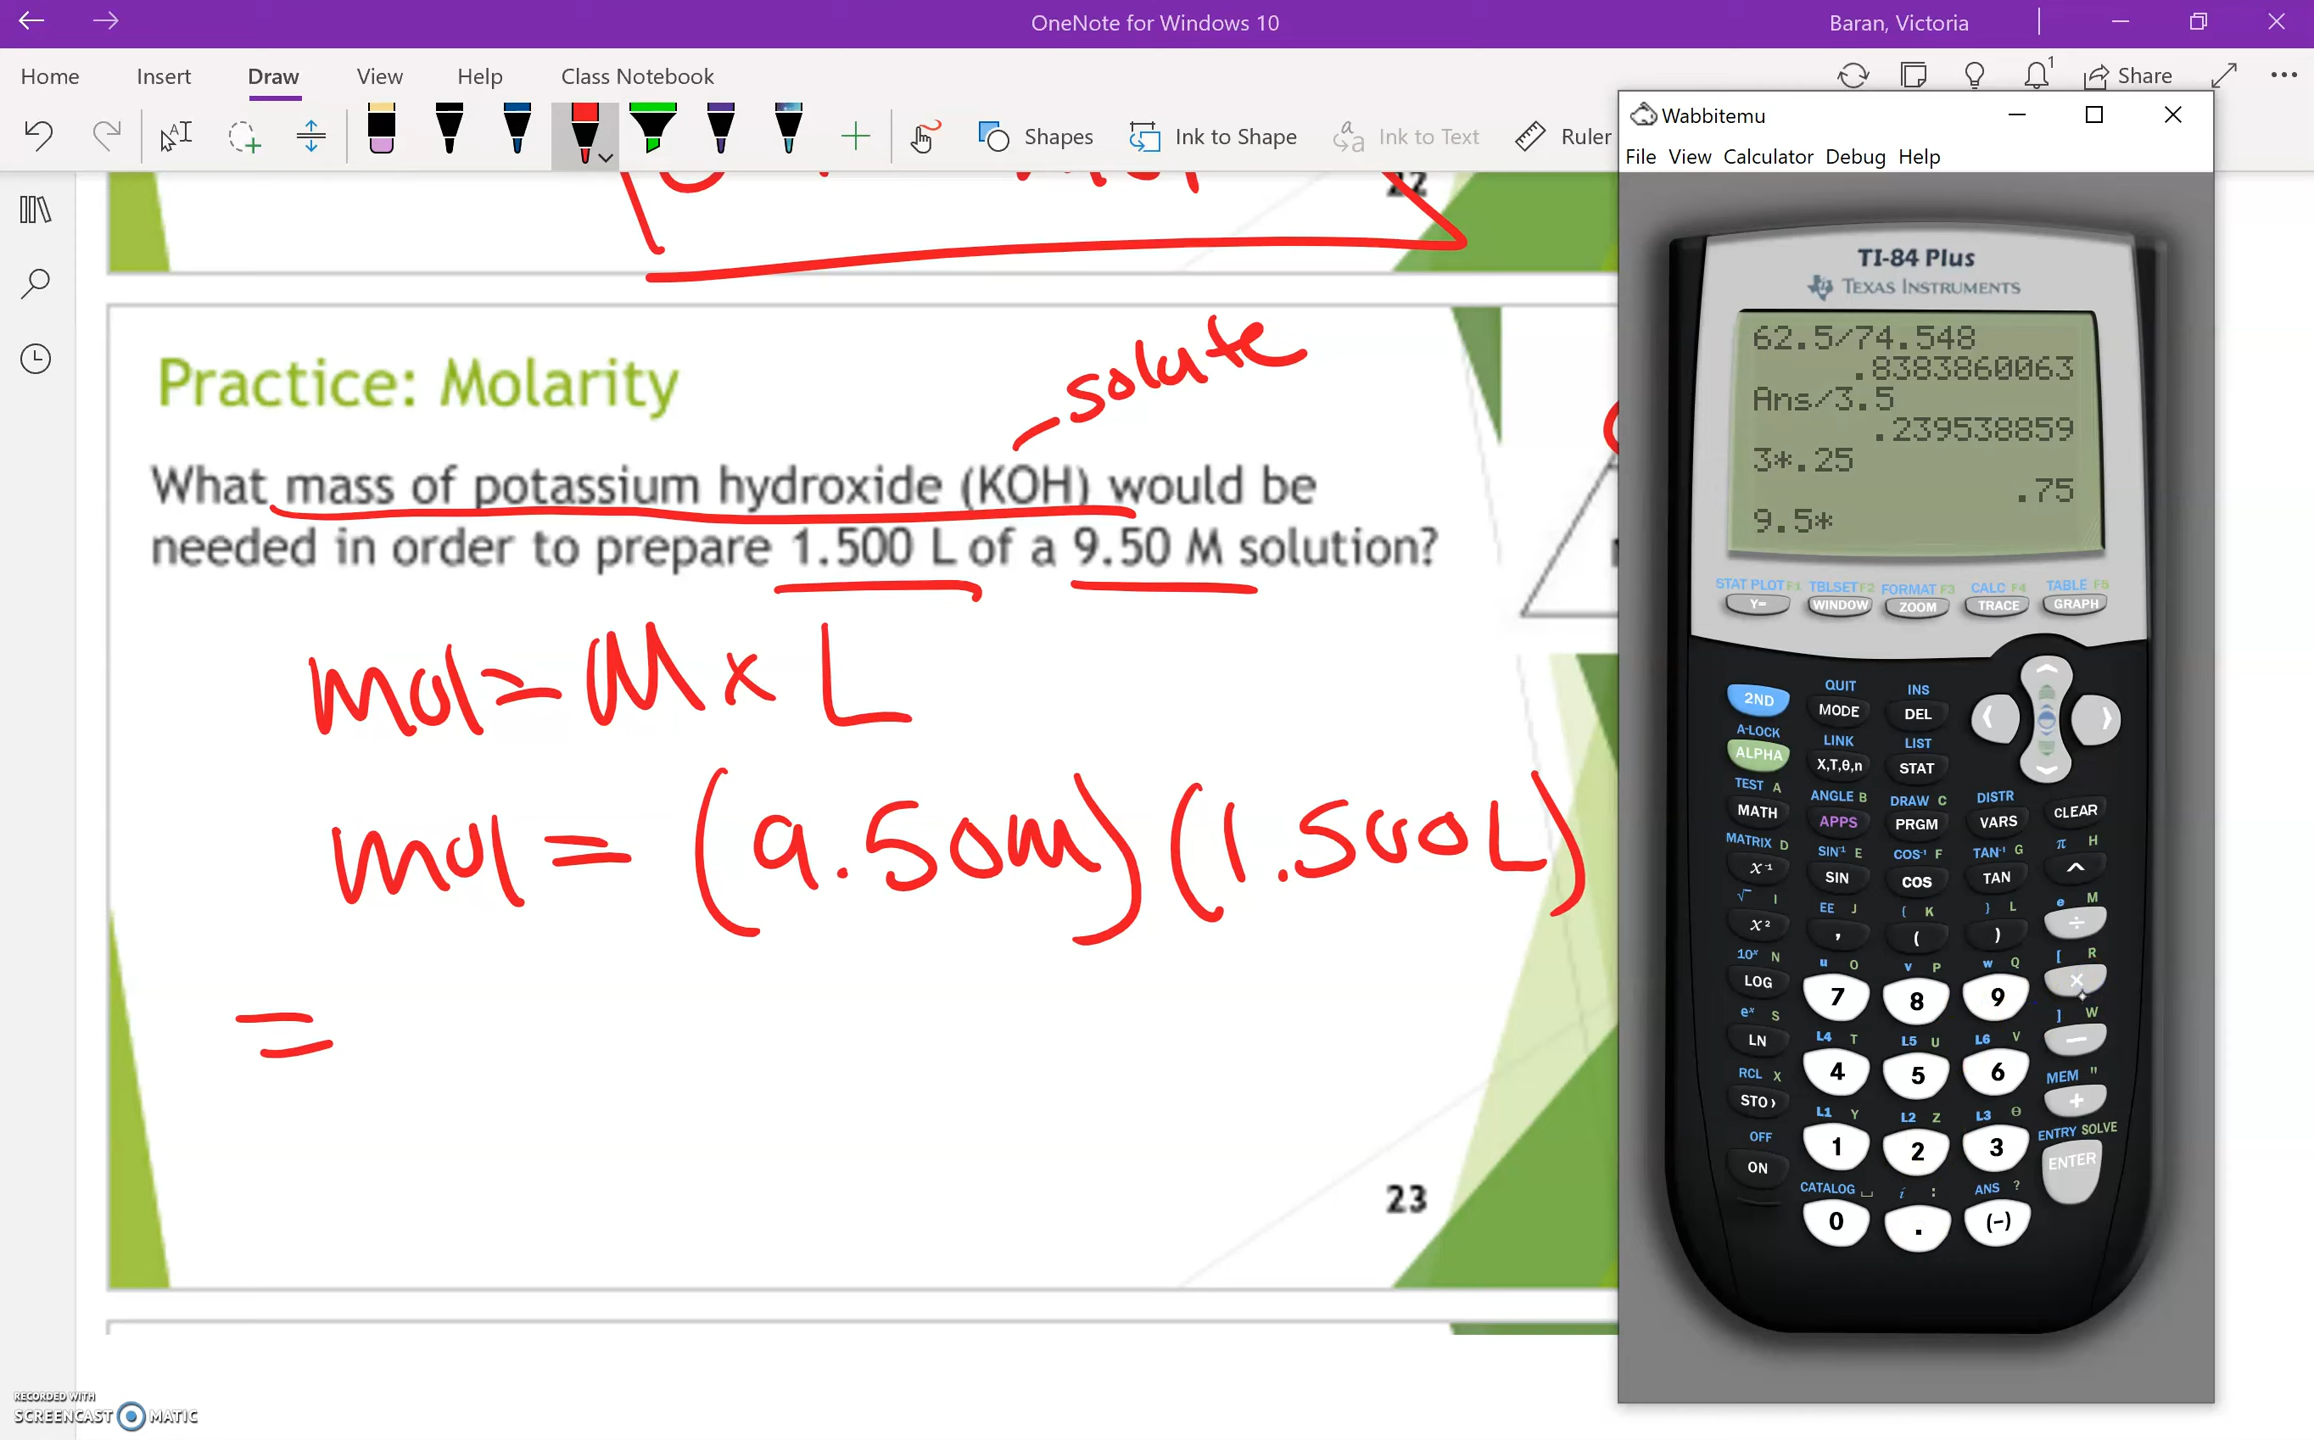 OneNote for Windows 10
Baran, Victoria
Home Insert Draw View Help Class Notebook
1
Share
Shapes Ink to Shape Ink to Text Ruler
Wabbitemu
File View Calculator Debug Help
22
Practice: Molarity
solute
What mass of potassium hydroxide (KOH) would be
needed in order to prepare 1.500 L of a 9.50 M solution?
mol = M x L
mol = (9.50M) (1.500L)
=
23
TI-84 Plus
TEXAS INSTRUMENTS
62.5/74.548
.8383860063
Ans/3.5
.239538859
3*.25
.75
9.5*
STAT PLOT F1 TBLSET F2 FORMAT F3 CALC F4 TABLE F5
Y= WINDOW ZOOM TRACE GRAPH
QUIT INS
2ND MODE DEL
A-LOCK LINK LIST
ALPHA X,T,θ,n STAT
TEST A ANGLE B DRAW C DISTR
MATH APPS PRGM VARS CLEAR
MATRIX D SIN⁻¹ E COS⁻¹ F TAN⁻¹ G π H
X⁻¹ SIN COS TAN ^
√ I EE J { K } L e M
X² , ( ) ÷
10ˣ N u O v P w Q [ R
LOG 7 8 9 ×
eˣ S L4 T L5 U L6 V ] W
LN 4 5 6 −
RCL X L1 Y L2 Z L3 θ MEM "
STO› 1 2 3 +
OFF CATALOG i : ANS ? ENTRY SOLVE
ON 0 . (−) ENTER
RECORDED WITH
SCREENCAST MATIC